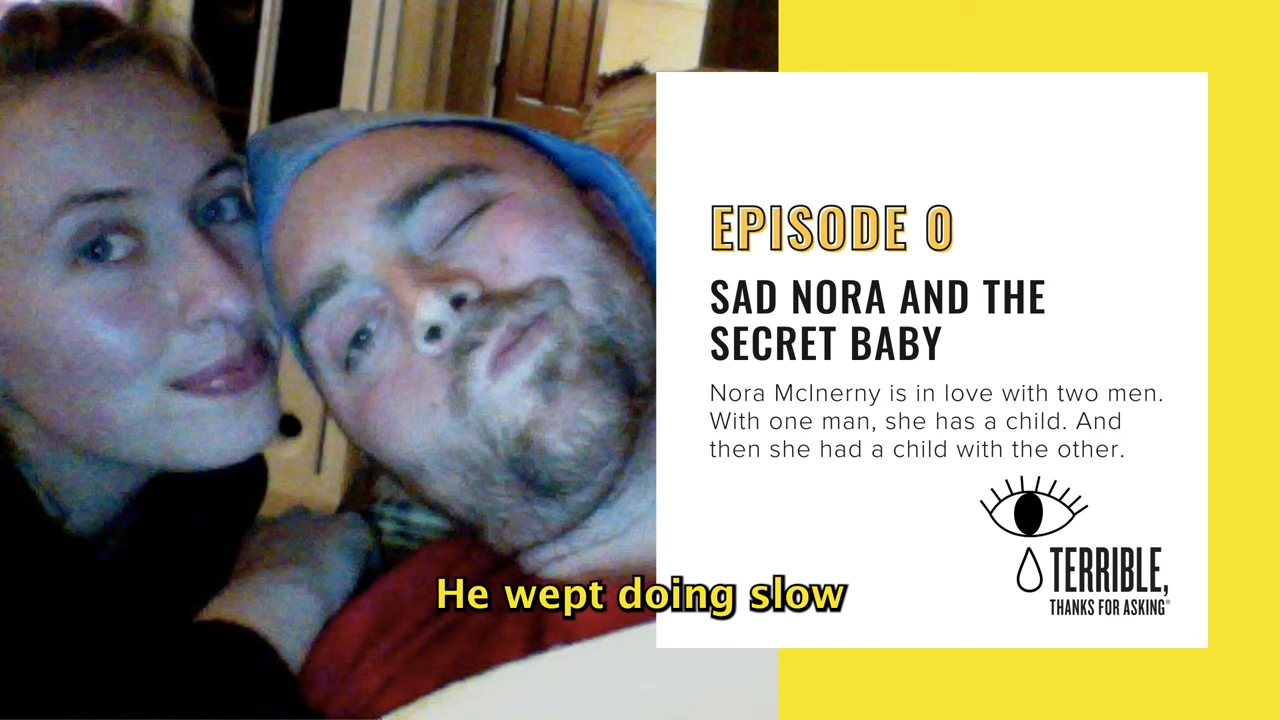 EPISODE 0
SAD NORA AND THE
SECRET BABY
Nora McInerny is in love with two men.
With one man, she has a child. And
then she had a child with the other.
TERRIBLE,
THANKS FOR ASKING®
He wept doing slow